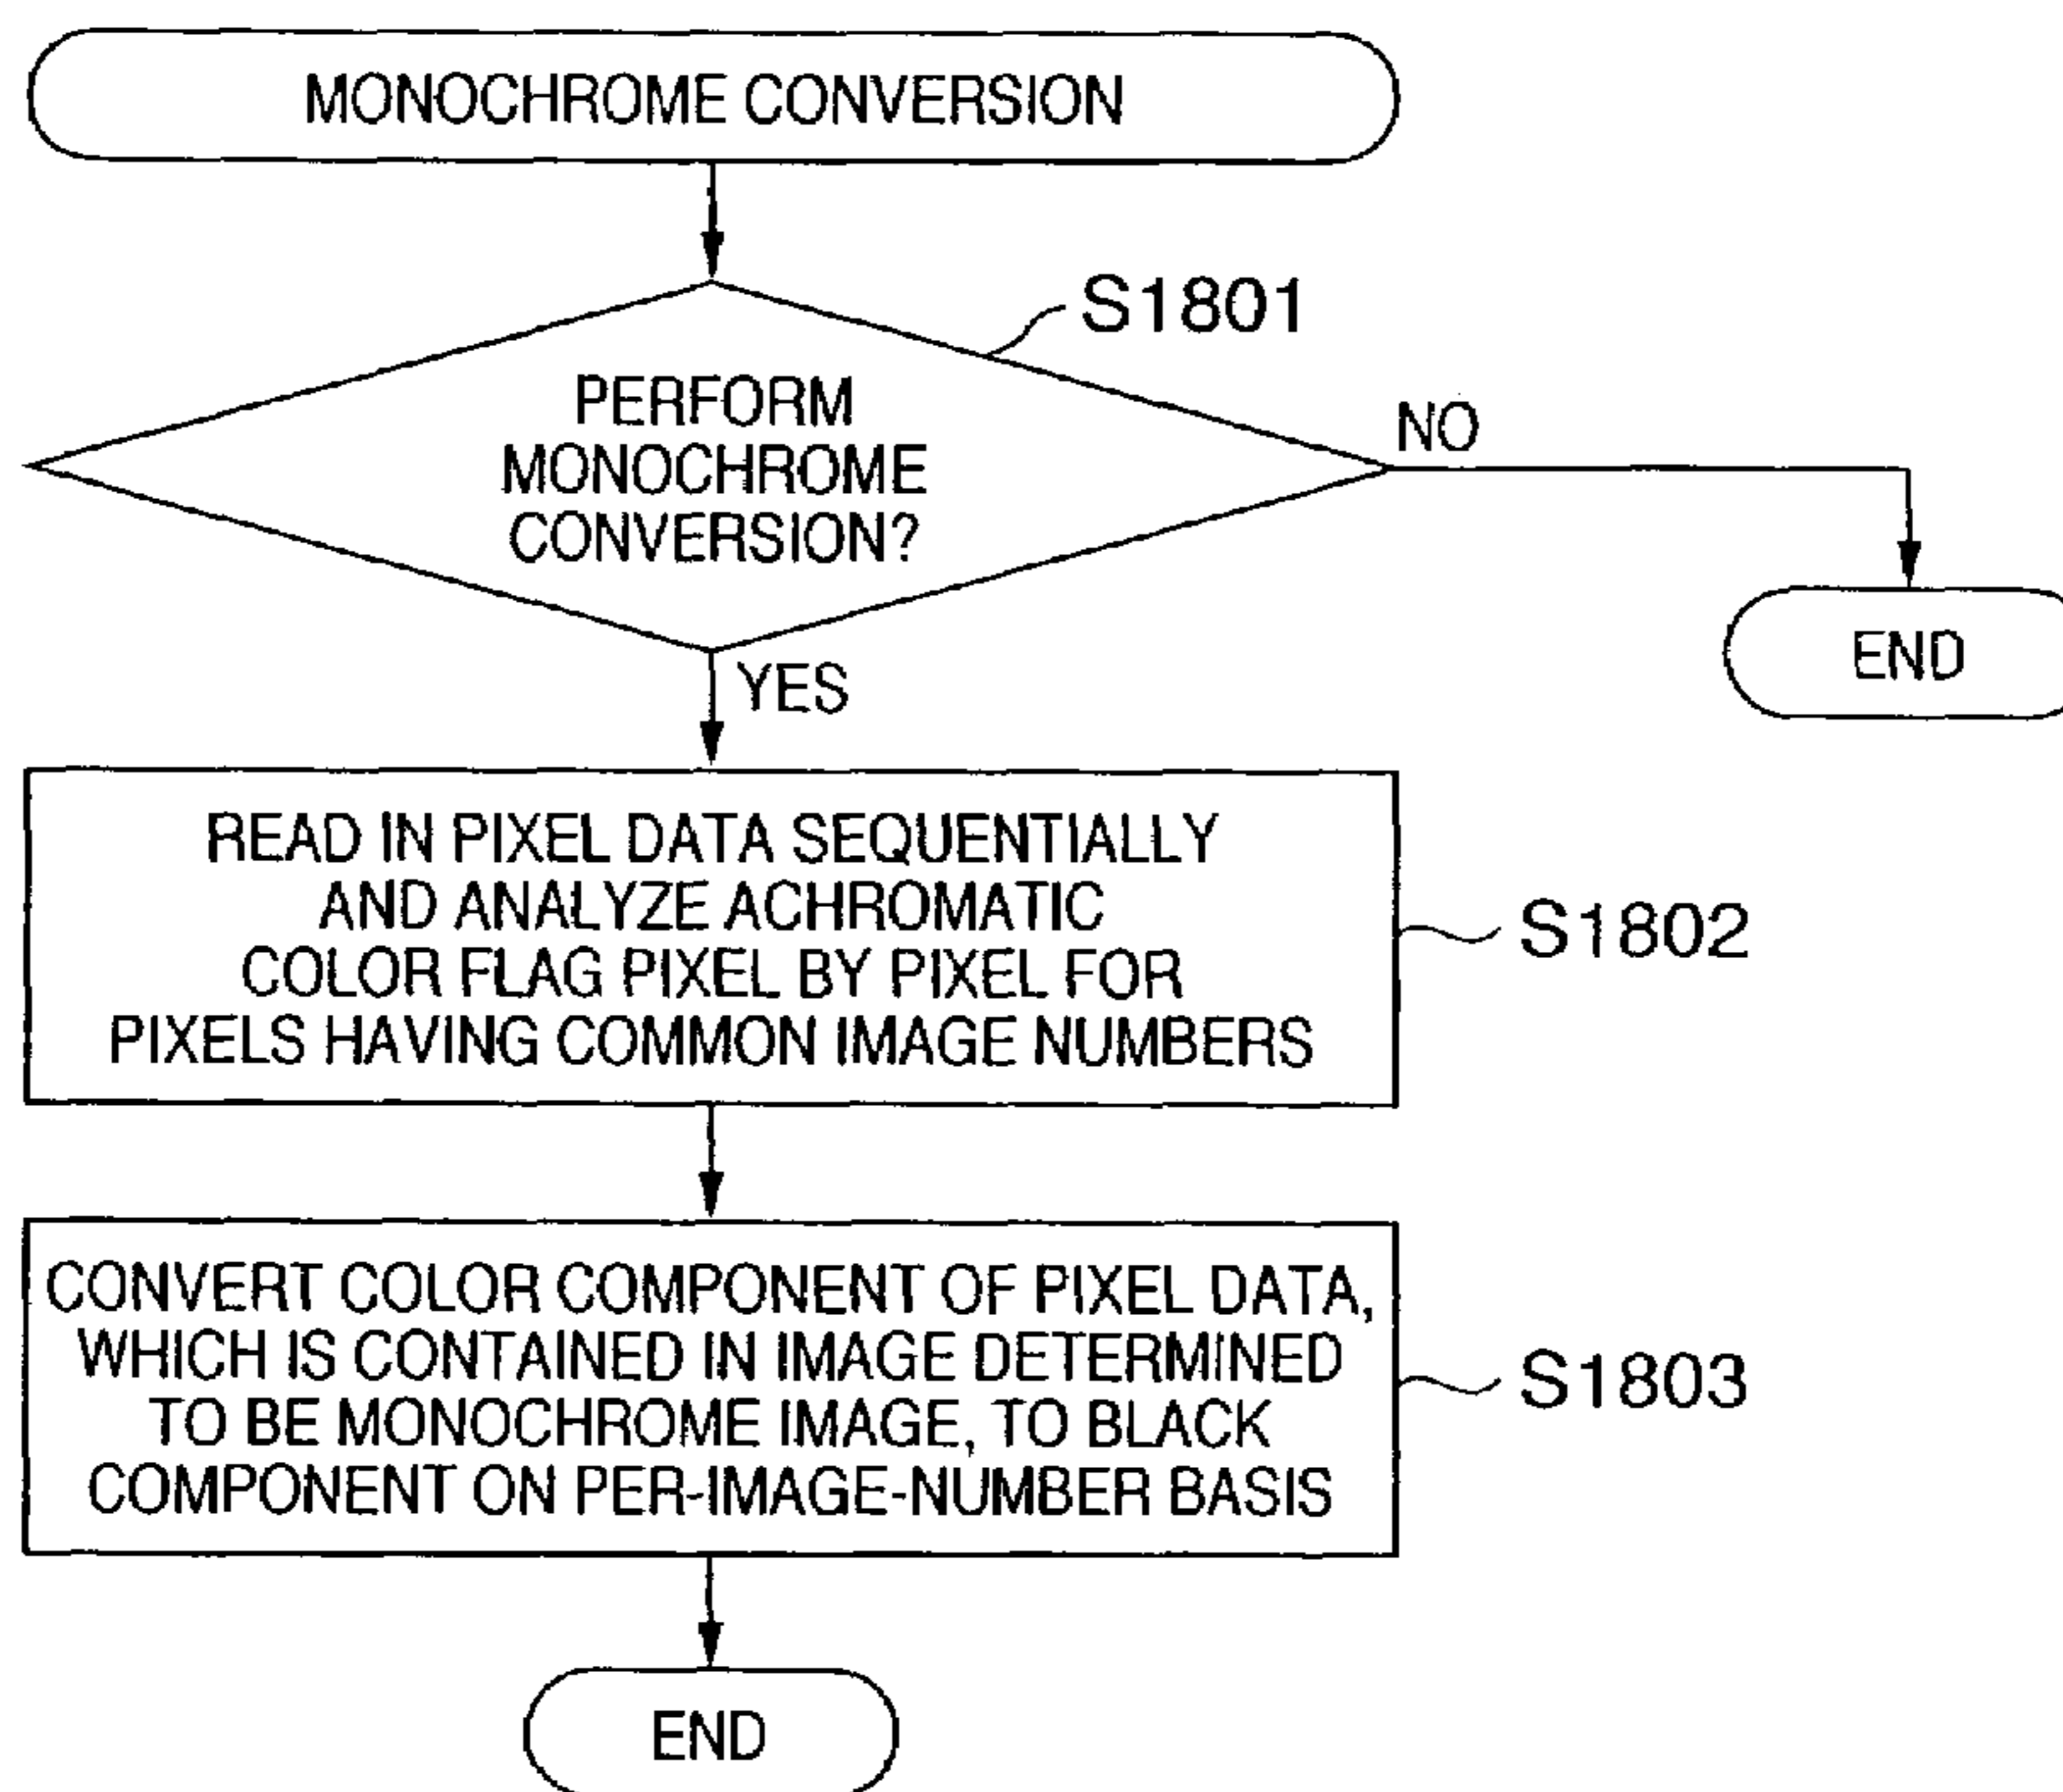 MONOCHROME CONVERSION
S1801
PERFORM
MONOCHROME
CONVERSION?
NO
END
YES
READ IN PIXEL DATA SEQUENTIALLY
AND ANALYZE ACHROMATIC
COLOR FLAG PIXEL BY PIXEL FOR
PIXELS HAVING COMMON IMAGE NUMBERS
S1802
CONVERT COLOR COMPONENT OF PIXEL DATA,
WHICH IS CONTAINED IN IMAGE DETERMINED
TO BE MONOCHROME IMAGE, TO BLACK
COMPONENT ON PER-IMAGE-NUMBER BASIS
S1803
END